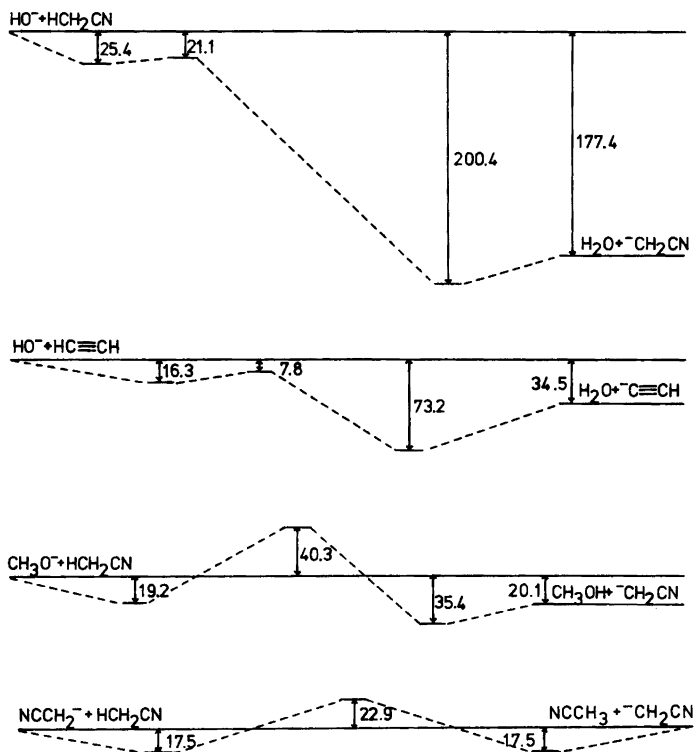 HO⁻+HCH₂CN
25.4
21.1
200.4
177.4
H₂O+⁻CH₂CN
HO⁻+HC≡CH
16.3
7.8
73.2
34.5
H₂O+⁻C≡CH
CH₃O⁻+HCH₂CN
19.2
40.3
35.4
20.1
CH₃OH+⁻CH₂CN
NCCH₂⁻+HCH₂CN
17.5
22.9
17.5
NCCH₃+⁻CH₂CN